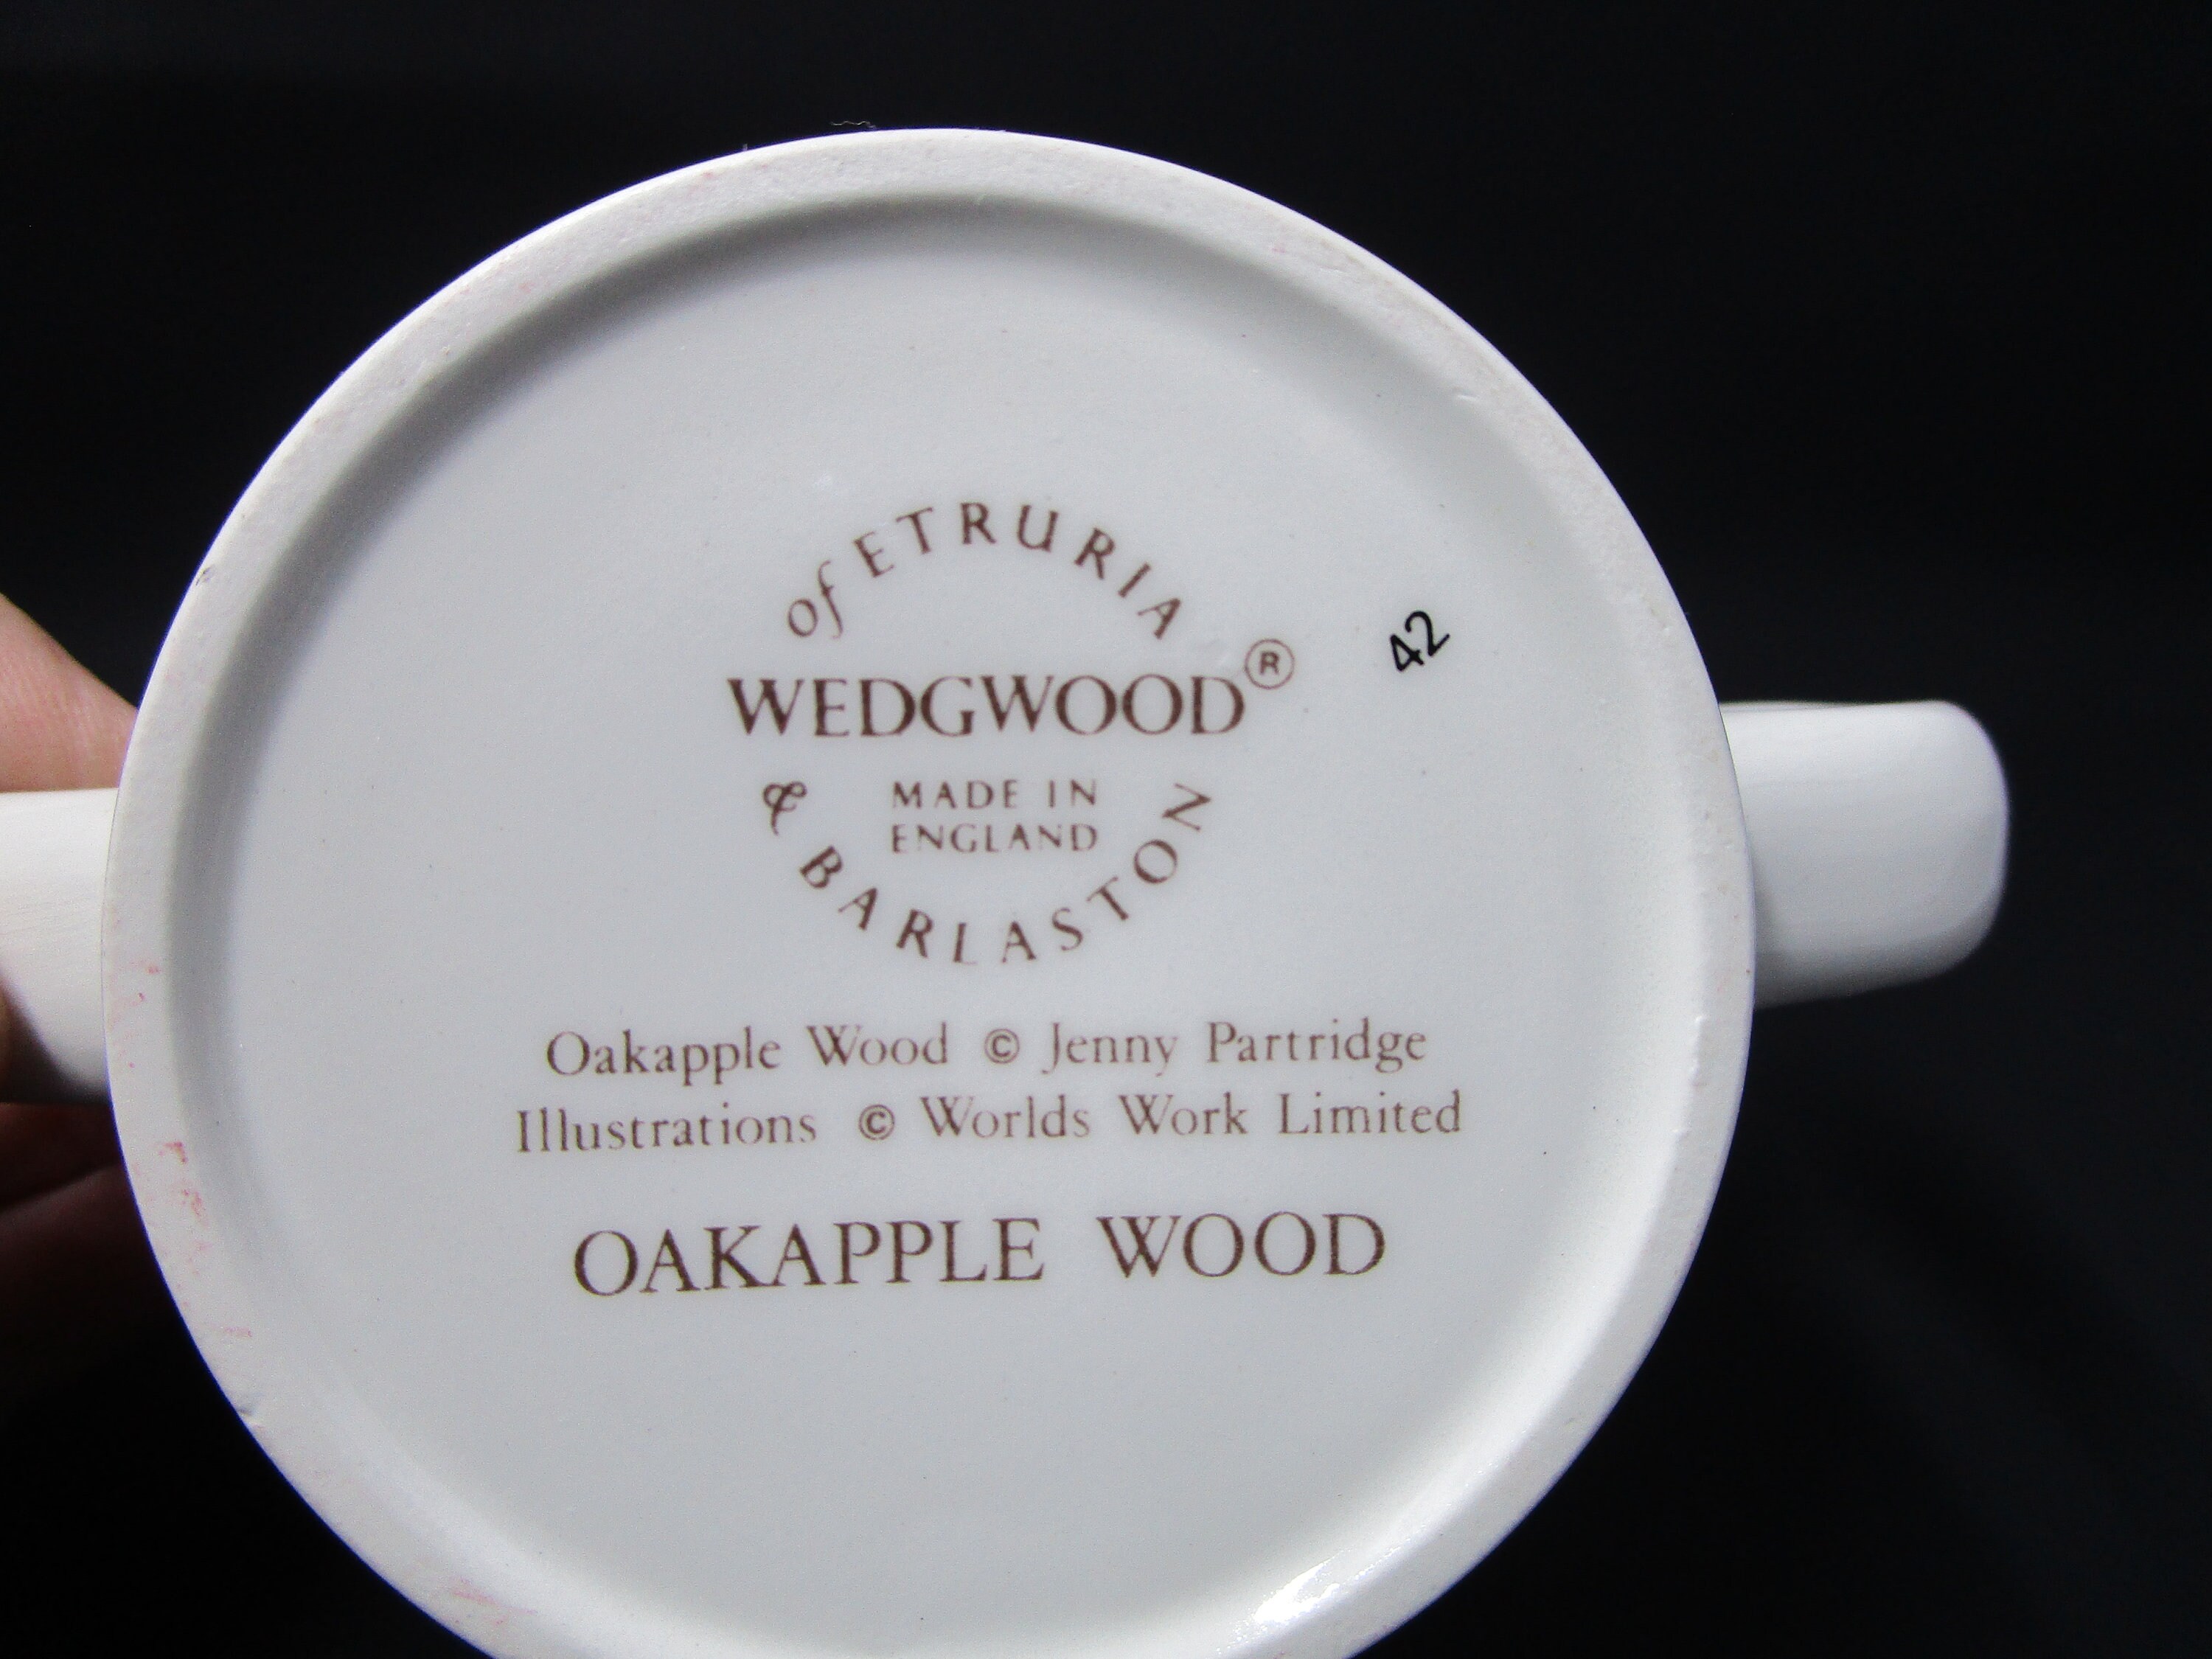 of ETRURIA
WEDGWOOD®
42
MADE IN
ENGLAND
& BARLASTON
Oakapple Wood © Jenny Partridge
Illustrations © Worlds Work Limited
OAKAPPLE WOOD